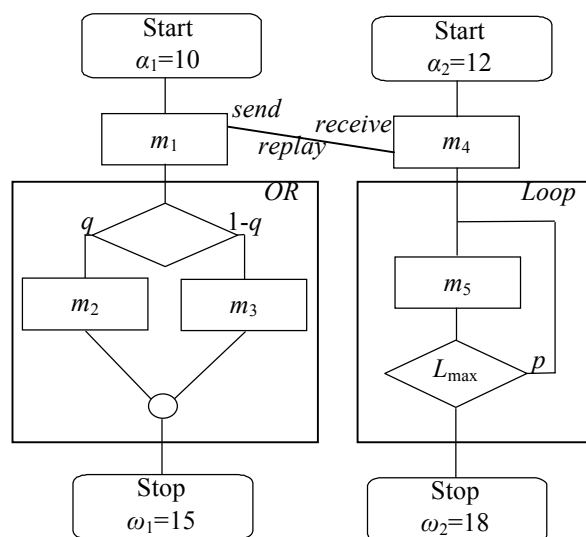 Start
α1=10
Start
α2=12
send
receive
replay
m1
m4
OR
Loop
q
1-q
m2
m3
m5
Lmax
p
Stop
ω1=15
Stop
ω2=18